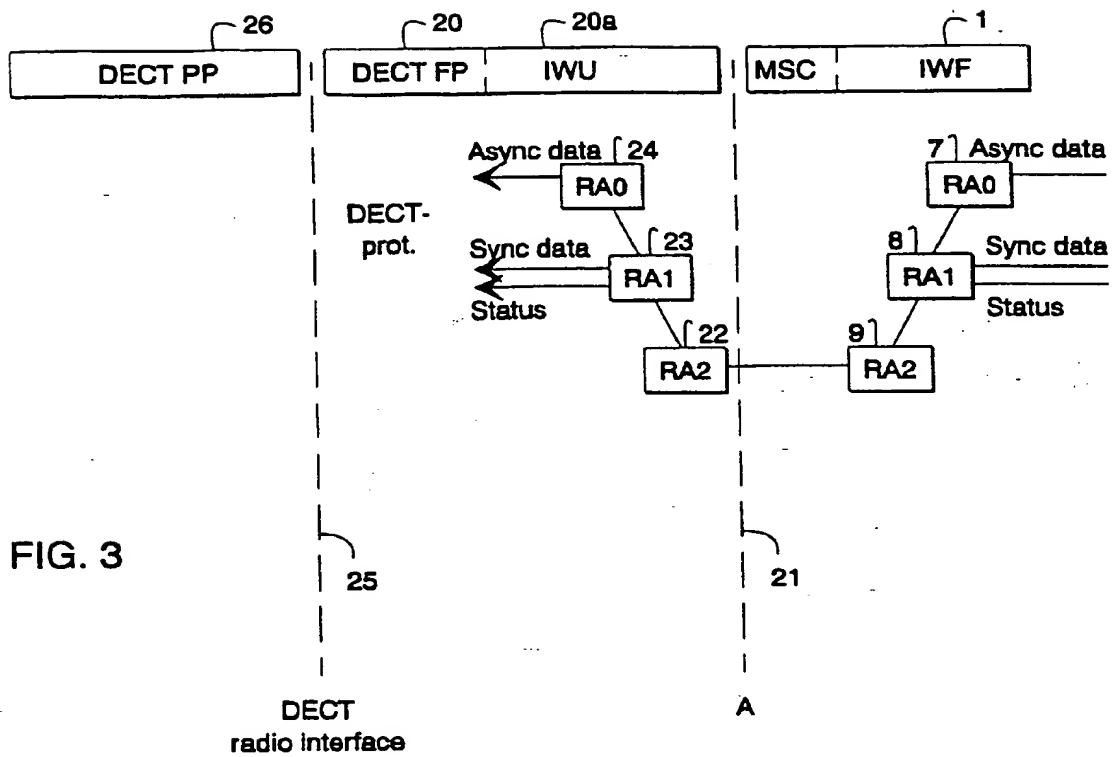 26
20
20a
1
DECT PP
DECT FP
IWU
MSC
IWF
Async data
24
7
Async data
RA0
RA0
DECT-
prot.
Sync data
23
8
Sync data
RA1
RA1
Status
Status
22
9
RA2
RA2
FIG. 3
25
21
DECT
radio interface
A